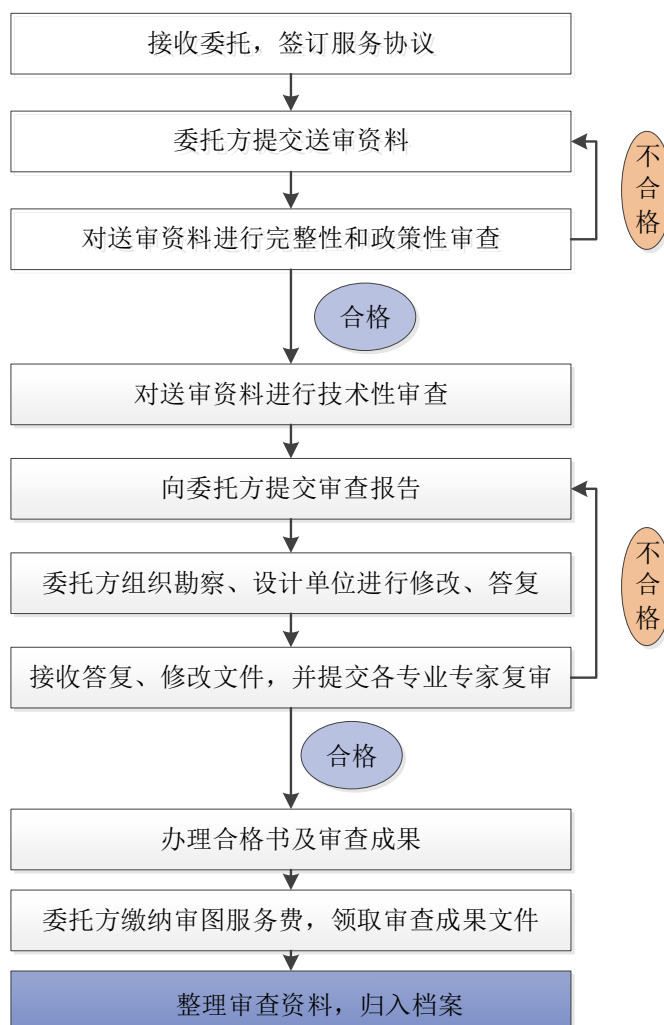 接收委托，签订服务协议
委托方提交送审资料
不合格
对送审资料进行完整性和政策性审查
合格
对送审资料进行技术性审查
向委托方提交审查报告
委托方组织勘察、设计单位进行修改、答复
不合格
接收答复、修改文件，并提交各专业专家复审
合格
办理合格书及审查成果
委托方缴纳审图服务费，领取审查成果文件
整理审查资料，归入档案